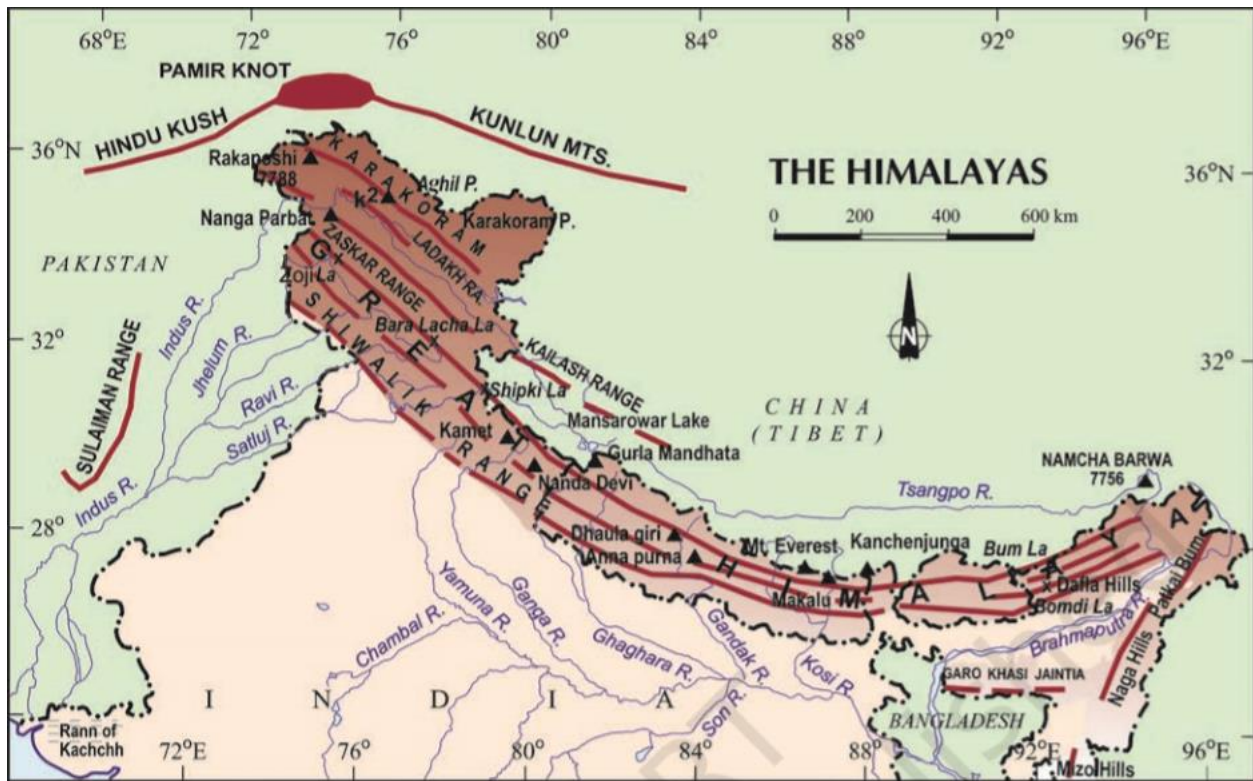 68°E 72° 76° 80° 84° 88° 92° 96°E
PAMIR KNOT
HINDU KUSH
KUNLUN MTS.
36°N
36°N
THE HIMALAYAS
0 200 400 600 km
Rakaposhi
7788
KARAKORAM
Aghil P.
k2
Karakoram P.
Nanga Parbat
LADAKH RA.
ZASKAR RANGE
PAKISTAN
Zoji La
GREAT HIMALAYA
SHIWALIK RANGE
Bara Lacha La
N
32°
32°
Indus R.
Jhelum R.
Ravi R.
Satluj R.
SULAIMAN RANGE
Indus R.
KAILASH RANGE
Shipki La
Mansarowar Lake
CHINA
(TIBET)
Kamet
Gurla Mandhata
Nanda Devi
NAMCHA BARWA
7756
Tsangpo R.
28°
28°
Dhaula giri
Anna purna
Mt. Everest
Kanchenjunga
Makalu
Bum La
x Dafla Hills
Bomdi La
Patkai Bum
Brahmaputra R.
Naga Hills
Yamuna R.
Ganga R.
Chambal R.
Ghaghara R.
Gandak R.
Kosi R.
Son R.
GARO KHASI JAINTIA
INDIA
BANGLADESH
Rann of
Kachchh
Mizol Hills
72°E 76° 80° 84° 88° 92°E 96°E